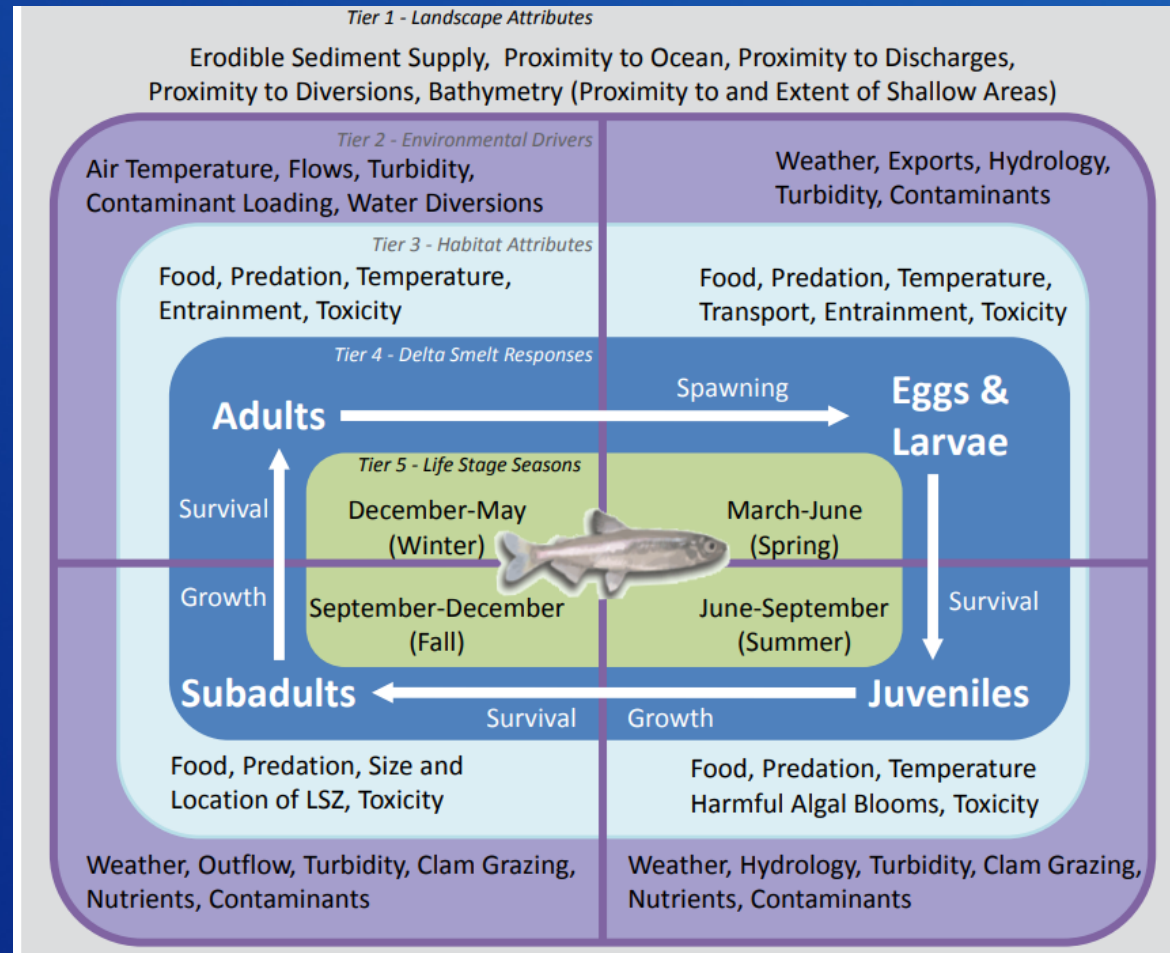 Tier 1 - Landscape Attributes
Erodible Sediment Supply, Proximity to Ocean, Proximity to Discharges,
Proximity to Diversions, Bathymetry (Proximity to and Extent of Shallow Areas)
Tier 2 - Environmental Drivers
Air Temperature, Flows, Turbidity,
Contaminant Loading, Water Diversions
Weather, Exports, Hydrology,
Turbidity, Contaminants
Tier 3 - Habitat Attributes
Food, Predation, Temperature,
Entrainment, Toxicity
Food, Predation, Temperature,
Transport, Entrainment, Toxicity
Tier 4 - Delta Smelt Responses
Adults
Spawning
Eggs &
Larvae
Tier 5 - Life Stage Seasons
Survival
December-May
(Winter)
March-June
(Spring)
Growth
September-December
(Fall)
June-September
(Summer)
Survival
Subadults
Juveniles
Survival
Growth
Food, Predation, Size and
Location of LSZ, Toxicity
Food, Predation, Temperature
Harmful Algal Blooms, Toxicity
Weather, Outflow, Turbidity, Clam Grazing,
Nutrients, Contaminants
Weather, Hydrology, Turbidity, Clam Grazing,
Nutrients, Contaminants